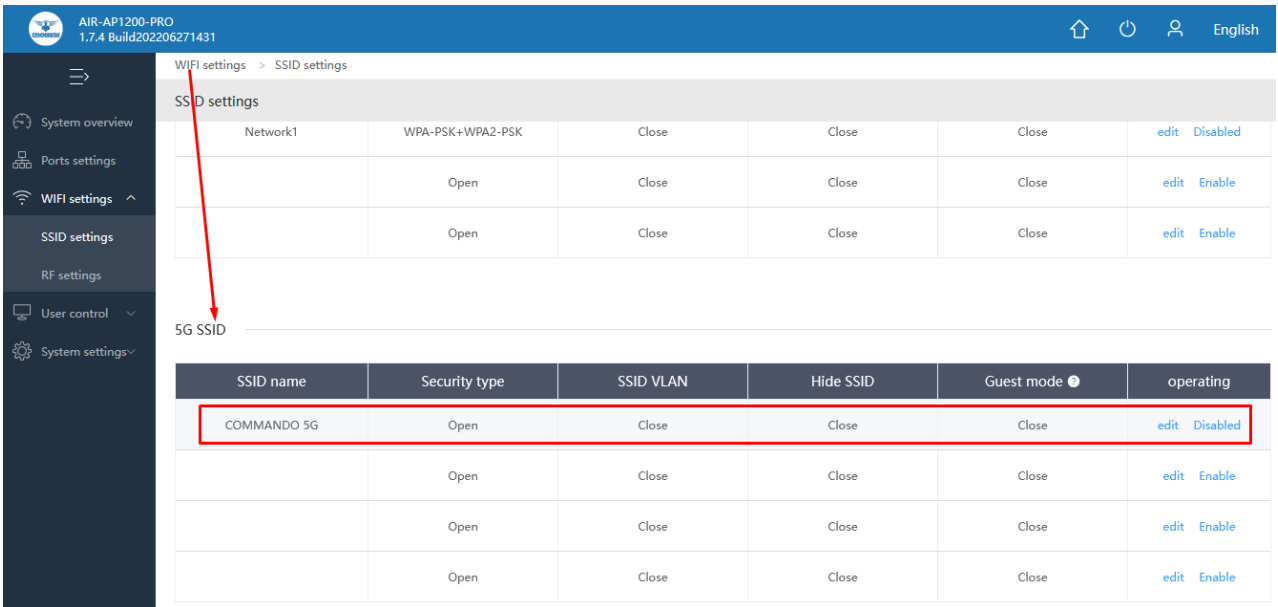 AIR-AP1200-PRO
1.7.4 Build202206271431
English
COMMANDO
WIFI settings > SSID settings
SSID settings
System overview
Ports settings
WIFI settings
SSID settings
RF settings
User control
System settings
Network1 WPA-PSK+WPA2-PSK Close Close Close edit Disabled
Open Close Close Close edit Enable
Open Close Close Close edit Enable
5G SSID
SSID name Security type SSID VLAN Hide SSID Guest mode ? operating
COMMANDO 5G Open Close Close Close edit Disabled
Open Close Close Close edit Enable
Open Close Close Close edit Enable
Open Close Close Close edit Enable